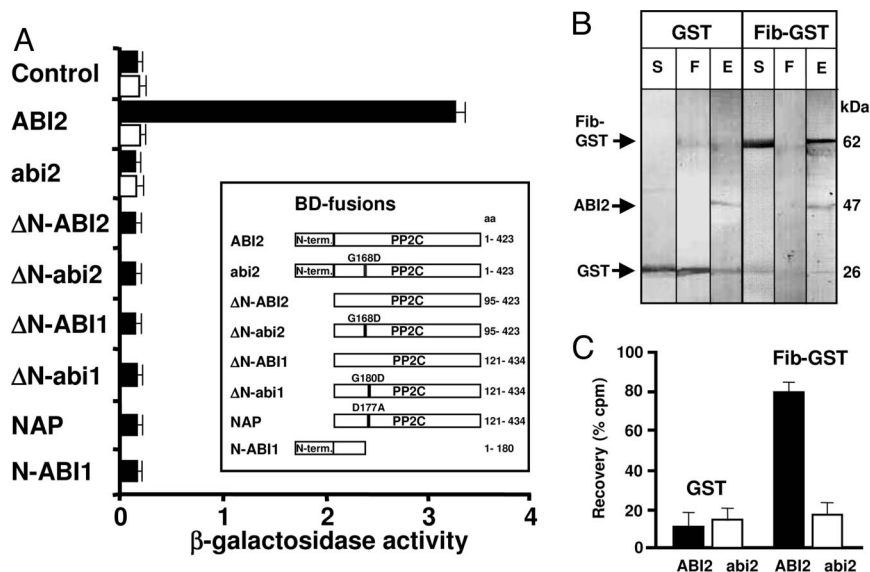 A
Control
ABI2
abi2
ΔN-ABI2
ΔN-abi2
ΔN-ABI1
ΔN-abi1
NAP
N-ABI1
0 1 2 3 4
β-galactosidase activity
BD-fusions
aa
ABI2 N-term. PP2C 1- 423
G168D
abi2 N-term. PP2C 1- 423
ΔN-ABI2 PP2C 95- 423
G168D
ΔN-abi2 PP2C 95- 423
ΔN-ABI1 PP2C 121- 434
G180D
ΔN-abi1 PP2C 121- 434
D177A
NAP PP2C 121- 434
N-ABI1 N-term. 1- 180
B
GST Fib-GST
S F E S F E
kDa
Fib-
GST 62
ABI2 47
GST 26
C
Recovery (% cpm)
100
80
60
40
20
0
GST
Fib-GST
ABI2 abi2 ABI2 abi2